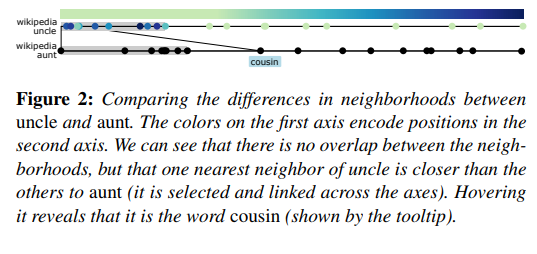 wikipedia
uncle
wikipedia
aunt
cousin
Figure 2: Comparing the differences in neighborhoods between
uncle and aunt. The colors on the first axis encode positions in the
second axis. We can see that there is no overlap between the neigh-
borhoods, but that one nearest neighbor of uncle is closer than the
others to aunt (it is selected and linked across the axes). Hovering
it reveals that it is the word cousin (shown by the tooltip).